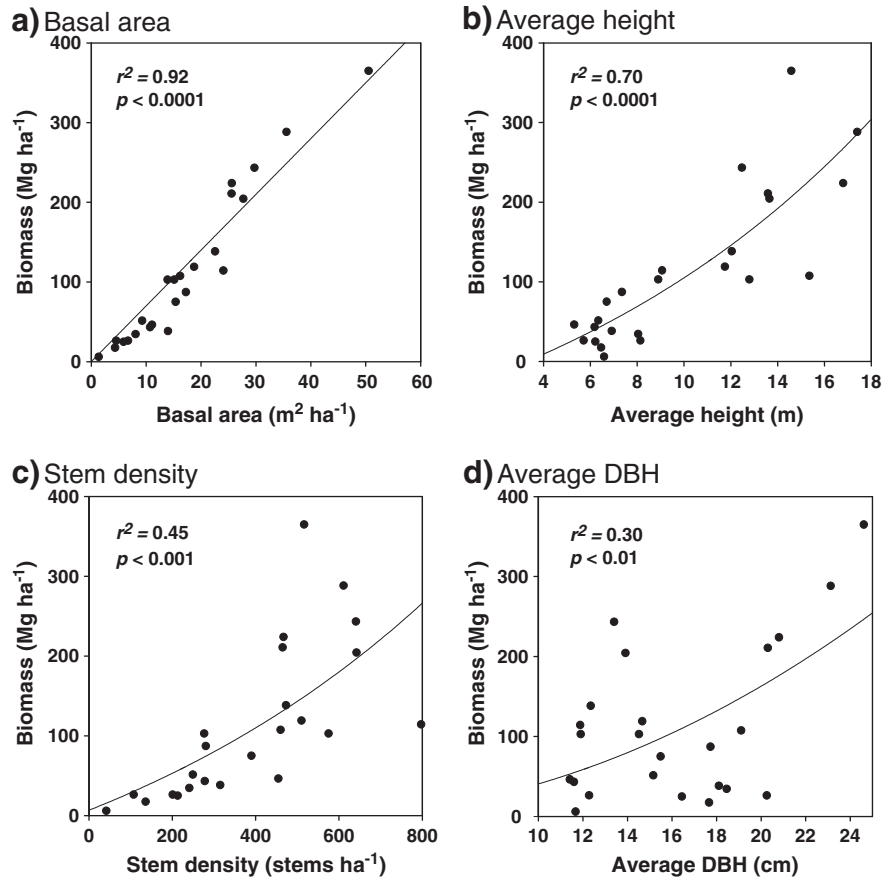 a) Basal area
400
300
200
100
0
Biomass (Mg ha⁻¹)
r² = 0.92
p < 0.0001
0 10 20 30 40 50 60
Basal area (m² ha⁻¹)
b) Average height
400
300
200
100
0
Biomass (Mg ha⁻¹)
r² = 0.70
p < 0.0001
4 6 8 10 12 14 16 18
Average height (m)
c) Stem density
400
300
200
100
0
Biomass (Mg ha⁻¹)
r² = 0.45
p < 0.001
0 200 400 600 800
Stem density (stems ha⁻¹)
d) Average DBH
400
300
200
100
0
Biomass (Mg ha⁻¹)
r² = 0.30
p < 0.01
10 12 14 16 18 20 22 24
Average DBH (cm)